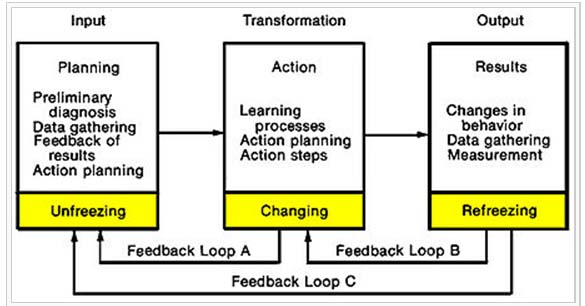 Input
Transformation
Output
Planning
Preliminary
diagnosis
Data gathering
Feedback of
results
Action planning
Unfreezing
Action
Learning
processes
Action planning
Action steps
Changing
Results
Changes in
behavior
Data gathering
Measurement
Refreezing
Feedback Loop A
Feedback Loop B
Feedback Loop C